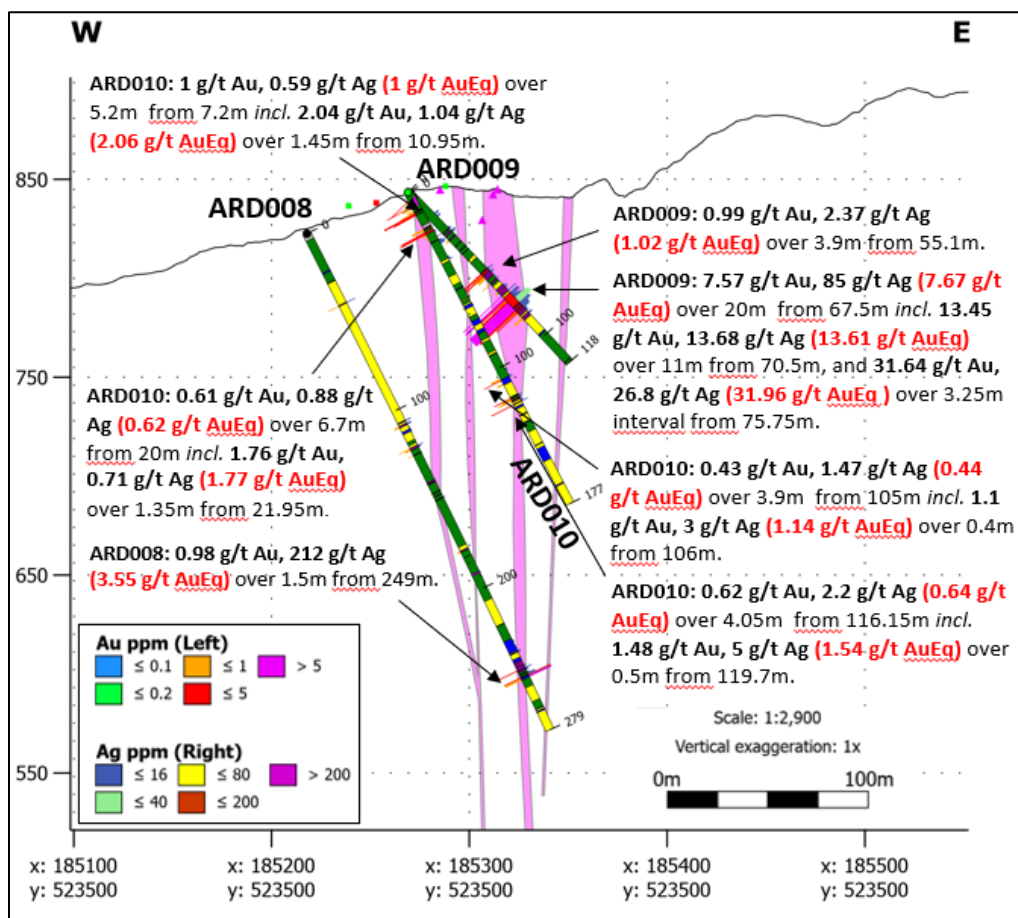 W
E
ARD010: 1 g/t Au, 0.59 g/t Ag (1 g/t AuEq) over
5.2m from 7.2m incl. 2.04 g/t Au, 1.04 g/t Ag
(2.06 g/t AuEq) over 1.45m from 10.95m.
850
ARD009
ARD008
0
0
ARD009: 0.99 g/t Au, 2.37 g/t Ag
(1.02 g/t AuEq) over 3.9m from 55.1m.
ARD009: 7.57 g/t Au, 85 g/t Ag (7.67 g/t
AuEq) over 20m from 67.5m incl. 13.45
g/t Au, 13.68 g/t Ag (13.61 g/t AuEq)
over 11m from 70.5m, and 31.64 g/t Au,
26.8 g/t Ag (31.96 g/t AuEq ) over 3.25m
interval from 75.75m.
100
118
750
100
100
ARD010: 0.61 g/t Au, 0.88 g/t
Ag (0.62 g/t AuEq) over 6.7m
from 20m incl. 1.76 g/t Au,
0.71 g/t Ag (1.77 g/t AuEq)
over 1.35m from 21.95m.
ARD010
177
ARD010: 0.43 g/t Au, 1.47 g/t Ag (0.44
g/t AuEq) over 3.9m from 105m incl. 1.1
g/t Au, 3 g/t Ag (1.14 g/t AuEq) over 0.4m
from 106m.
ARD008: 0.98 g/t Au, 212 g/t Ag
(3.55 g/t AuEq) over 1.5m from 249m.
650
200
279
ARD010: 0.62 g/t Au, 2.2 g/t Ag (0.64 g/t
AuEq) over 4.05m from 116.15m incl.
1.48 g/t Au, 5 g/t Ag (1.54 g/t AuEq) over
0.5m from 119.7m.
Au ppm (Left)
≤ 0.1 ≤ 1 > 5
≤ 0.2 ≤ 5
Ag ppm (Right)
≤ 16 ≤ 80 > 200
≤ 40 ≤ 200
550
Scale: 1:2,900
Vertical exaggeration: 1x
0m 100m
x: 185100 x: 185200 x: 185300 x: 185400 x: 185500
y: 523500 y: 523500 y: 523500 y: 523500 y: 523500